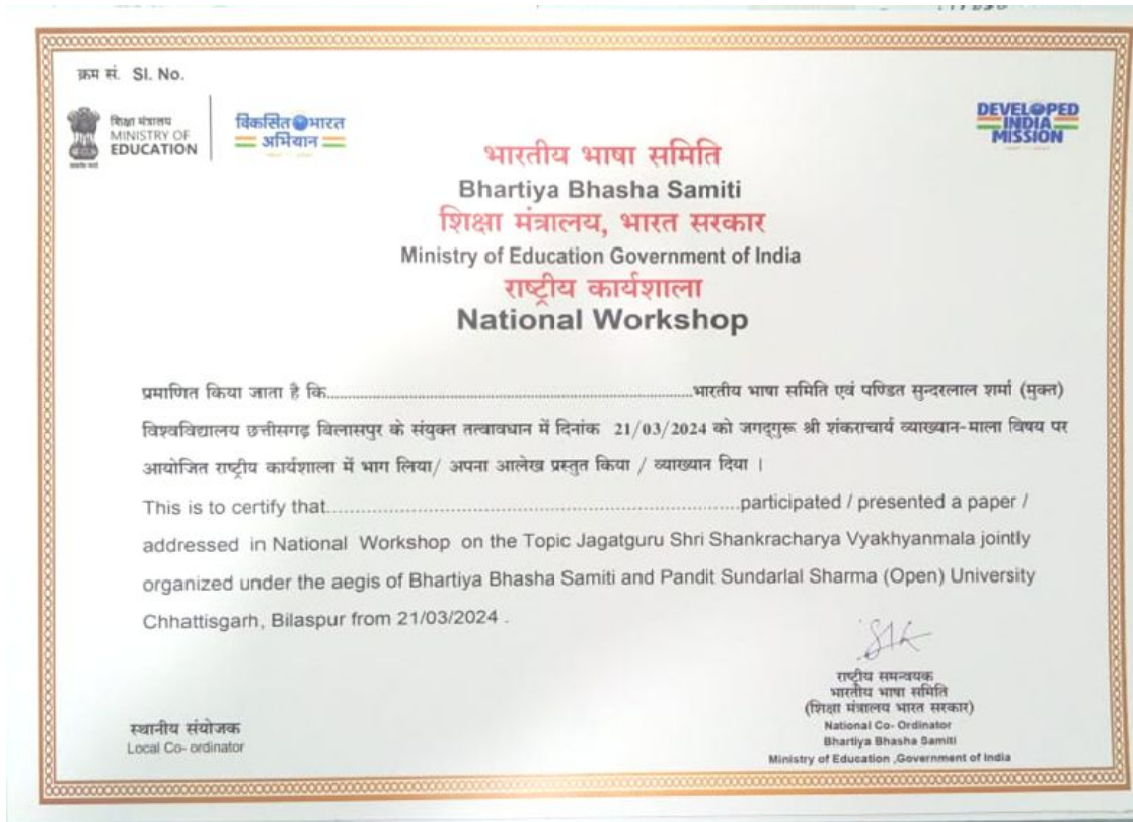 क्रम सं. Sl. No.
शिक्षा मंत्रालय
MINISTRY OF
EDUCATION
विकसित भारत
अभियान
DEVELOPED
INDIA
MISSION
भारतीय भाषा समिति
Bhartiya Bhasha Samiti
शिक्षा मंत्रालय, भारत सरकार
Ministry of Education Government of India
राष्ट्रीय कार्यशाला
National Workshop
प्रमाणित किया जाता है कि.......................................................................भारतीय भाषा समिति एवं पण्डित सुन्दरलाल शर्मा (मुक्त)
विश्वविद्यालय छत्तीसगढ़ बिलासपुर के संयुक्त तत्वावधान में दिनांक 21/03/2024 को जगद्गुरू श्री शंकराचार्य व्याख्यान-माला विषय पर
आयोजित राष्ट्रीय कार्यशाला में भाग लिया/ अपना आलेख प्रस्तुत किया / व्याख्यान दिया ।
This is to certify that.......................................................................participated / presented a paper /
addressed in National Workshop on the Topic Jagatguru Shri Shankracharya Vyakhyanmala jointly
organized under the aegis of Bhartiya Bhasha Samiti and Pandit Sundarlal Sharma (Open) University
Chhattisgarh, Bilaspur from 21/03/2024 .
राष्ट्रीय समन्वयक
भारतीय भाषा समिति
(शिक्षा मंत्रालय भारत सरकार)
National Co- Ordinator
Bhartiya Bhasha Samiti
Ministry of Education ,Government of India
स्थानीय संयोजक
Local Co- ordinator